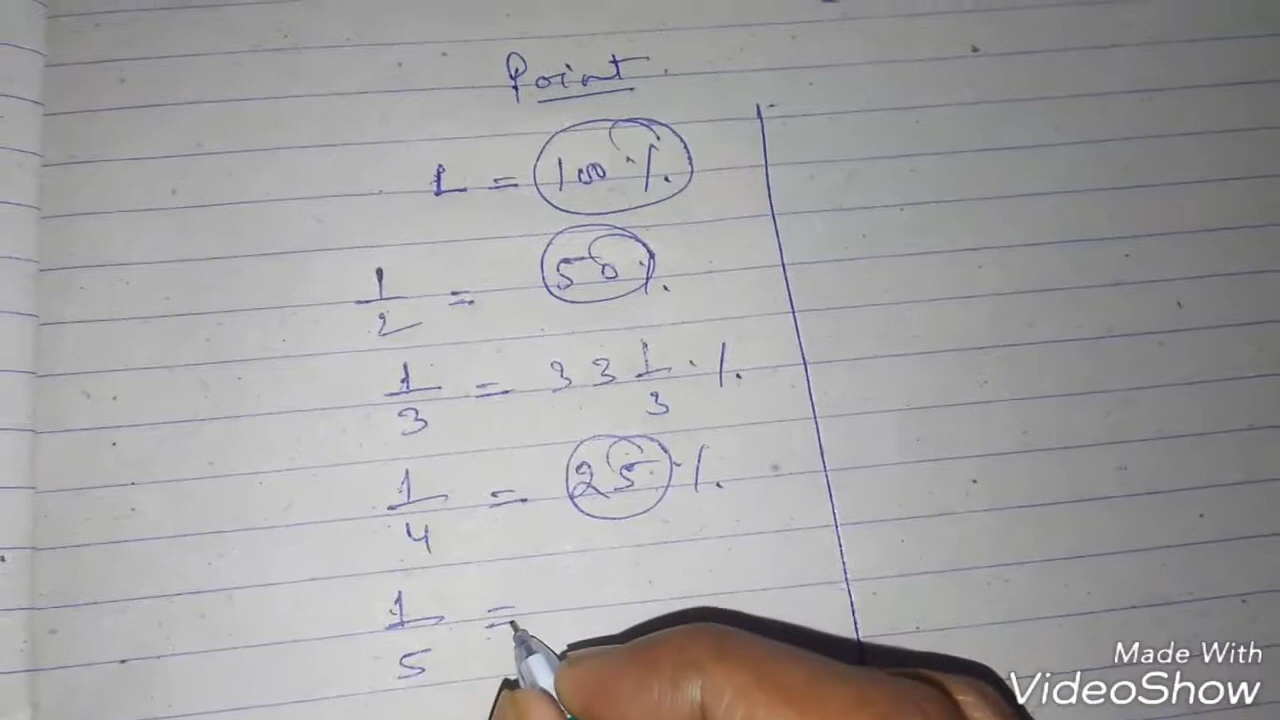 Point
1 = 100%
1/2 = 50%
1/3 = 33 1/3 %
1/4 = 25%
1/5 =
Made With
VideoShow